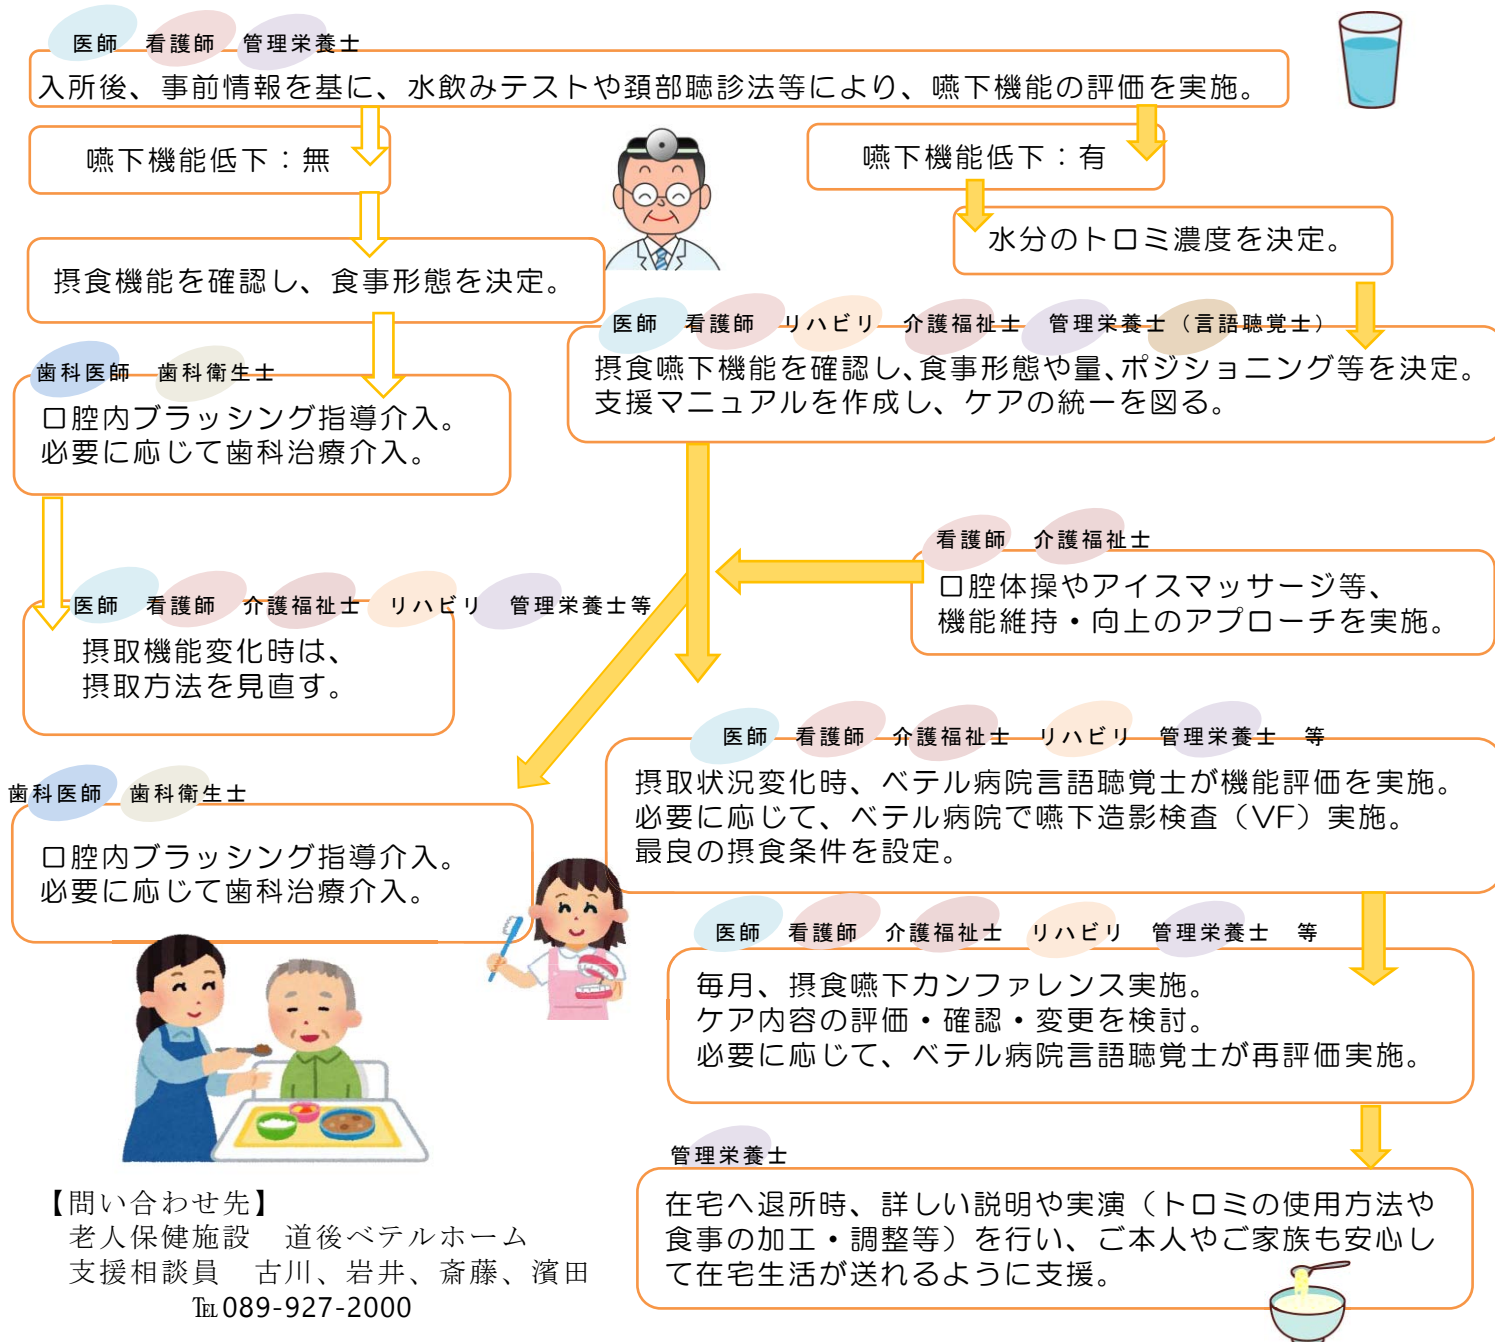 医師 看護師 管理栄養士
入所後、事前情報を基に、水飲みテストや頚部聴診法等により、嚥下機能の評価を実施。
嚥下機能低下：無
嚥下機能低下：有
水分のトロミ濃度を決定。
摂食機能を確認し、食事形態を決定。
医師 看護師 リハビリ 介護福祉士 管理栄養士（言語聴覚士）
摂食嚥下機能を確認し、食事形態や量、ポジショニング等を決定。
支援マニュアルを作成し、ケアの統一を図る。
歯科医師 歯科衛生士
口腔内ブラッシング指導介入。
必要に応じて歯科治療介入。
看護師 介護福祉士
口腔体操やアイスマッサージ等、
機能維持・向上のアプローチを実施。
医師 看護師 介護福祉士 リハビリ 管理栄養士等
摂取機能変化時は、
摂取方法を見直す。
医師 看護師 介護福祉士 リハビリ 管理栄養士 等
摂取状況変化時、ベテル病院言語聴覚士が機能評価を実施。
必要に応じて、ベテル病院で嚥下造影検査（VF）実施。
最良の摂食条件を設定。
歯科医師 歯科衛生士
口腔内ブラッシング指導介入。
必要に応じて歯科治療介入。
医師 看護師 介護福祉士 リハビリ 管理栄養士 等
毎月、摂食嚥下カンファレンス実施。
ケア内容の評価・確認・変更を検討。
必要に応じて、ベテル病院言語聴覚士が再評価実施。
管理栄養士
在宅へ退所時、詳しい説明や実演（トロミの使用方法や
食事の加工・調整等）を行い、ご本人やご家族も安心し
て在宅生活が送れるように支援。
【問い合わせ先】
老人保健施設 道後ベテルホーム
支援相談員 古川、岩井、斎藤、濱田
℡089-927-2000